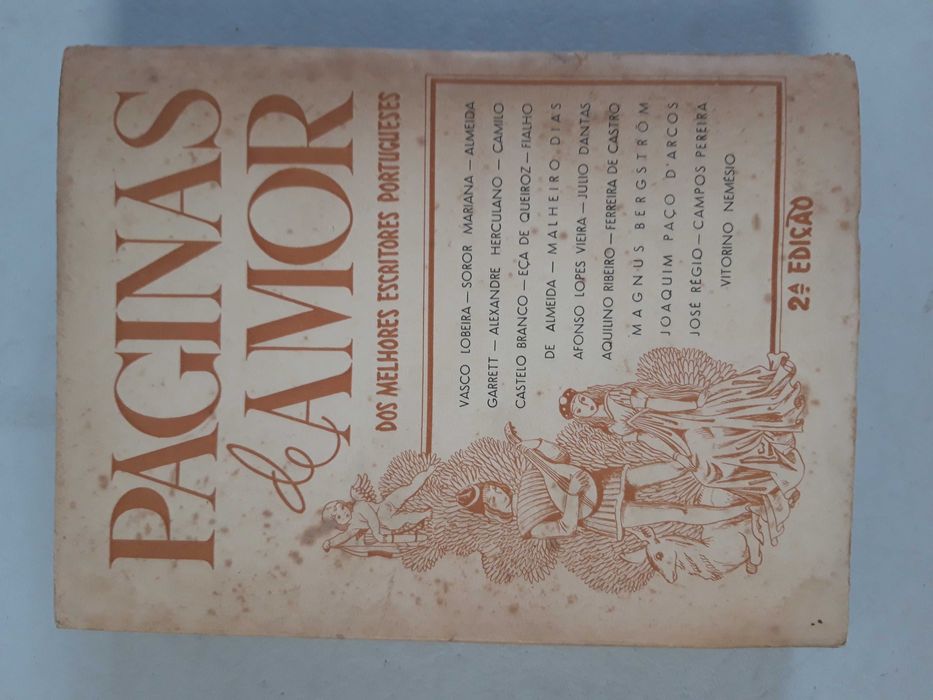 PAGINAS
de AMOR
DOS MELHORES ESCRITORES PORTUGUESES
VASCO LOBEIRA — SOROR MARIANA — ALMEIDA
GARRETT — ALEXANDRE HERCULANO — CAMILO
CASTELO BRANCO — EÇA DE QUEIROZ — FIALHO
DE ALMEIDA — MALHEIRO DIAS
AFONSO LOPES VIEIRA — JULIO DANTAS
AQUILINO RIBEIRO — FERREIRA DE CASTRO
MAGNUS BERGSTRÖM
JOAQUIM PAÇO D'ARCOS
JOSÉ RÉGIO — CAMPOS PEREIRA
VITORINO NEMÉSIO
2ª EDIÇÃO